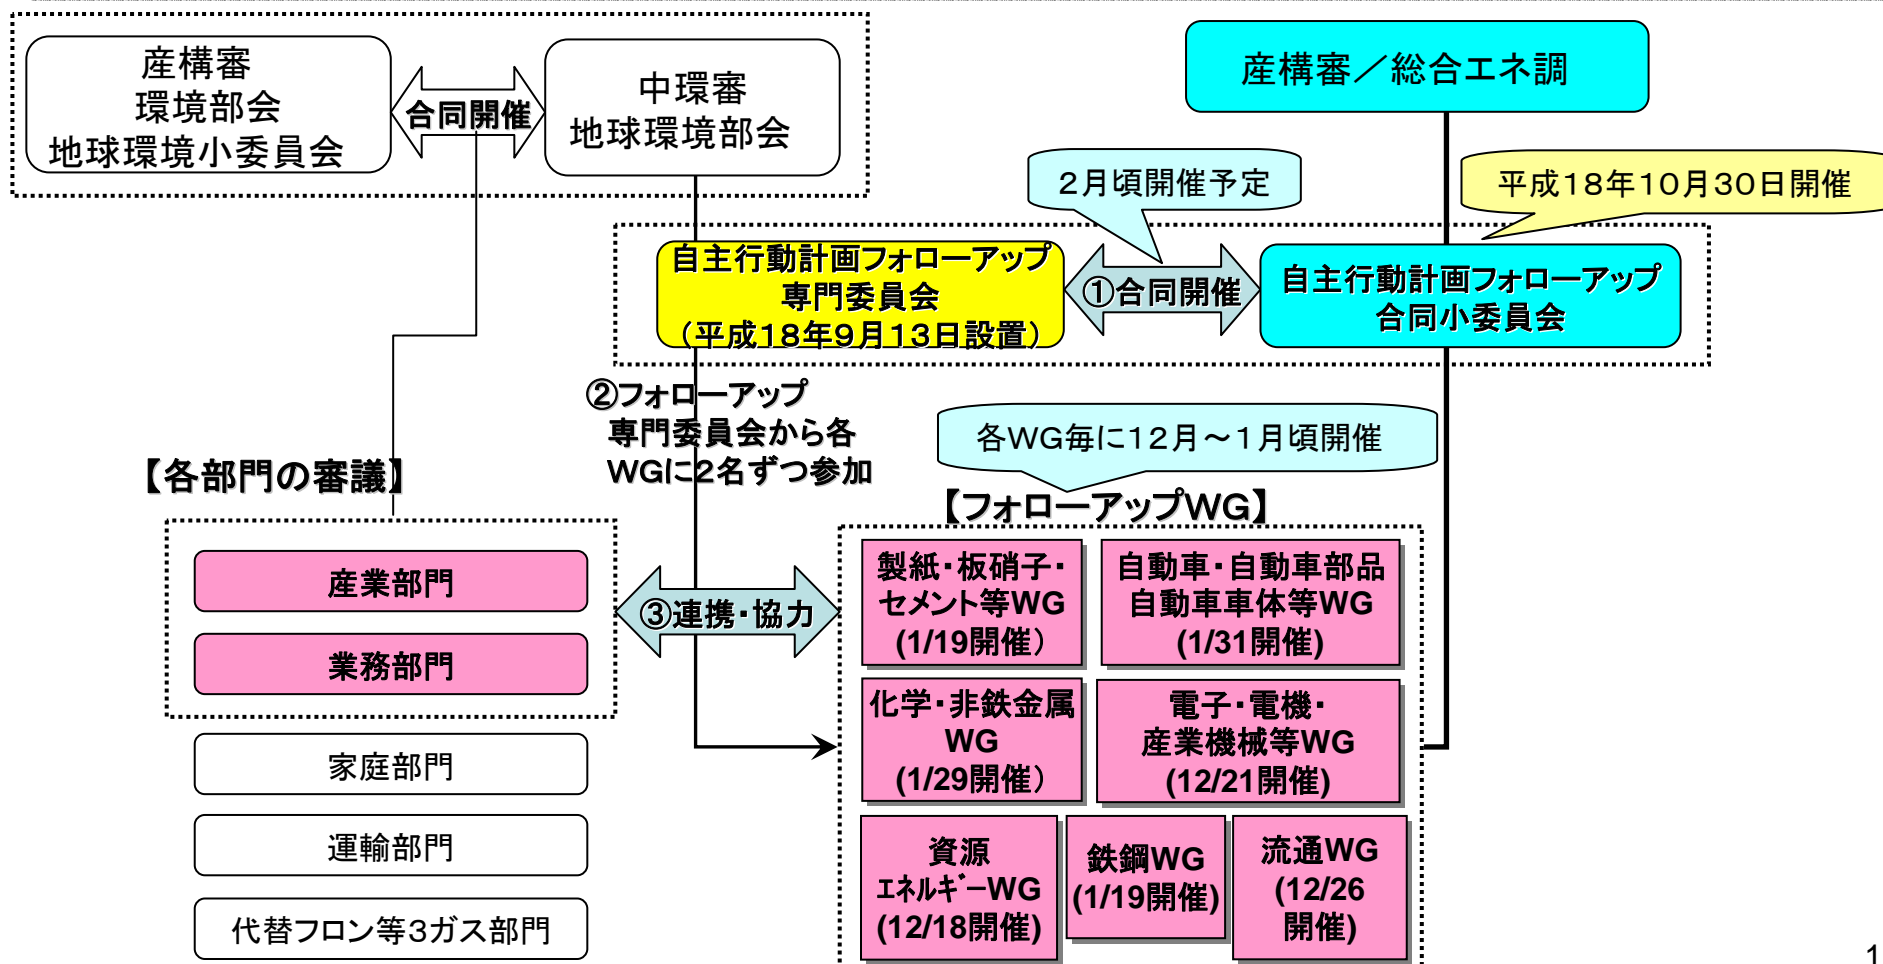 産構審
環境部会
地球環境小委員会
合同開催
中環審
地球環境部会
産構審／総合エネ調
２月頃開催予定
平成１８年１０月３０日開催
自主行動計画フォローアップ
専門委員会
（平成１８年９月１３日設置）
①合同開催
自主行動計画フォローアップ
合同小委員会
②フォローアップ
専門委員会から各
ＷＧに２名ずつ参加
各ＷＧ毎に１２月～１月頃開催
【各部門の審議】
【フォローアップＷＧ】
産業部門
業務部門
家庭部門
運輸部門
代替フロン等３ガス部門
③連携・協力
製紙・板硝子・
セメント等WG
(1/19開催）
自動車・自動車部品
自動車車体等WG
(1/31開催)
化学・非鉄金属
WG
(1/29開催）
電子・電機・
産業機械等WG
(12/21開催)
資源
ｴﾈﾙｷﾞｰWG
(12/18開催)
鉄鋼WG
(1/19開催)
流通WG
(12/26
開催)
1